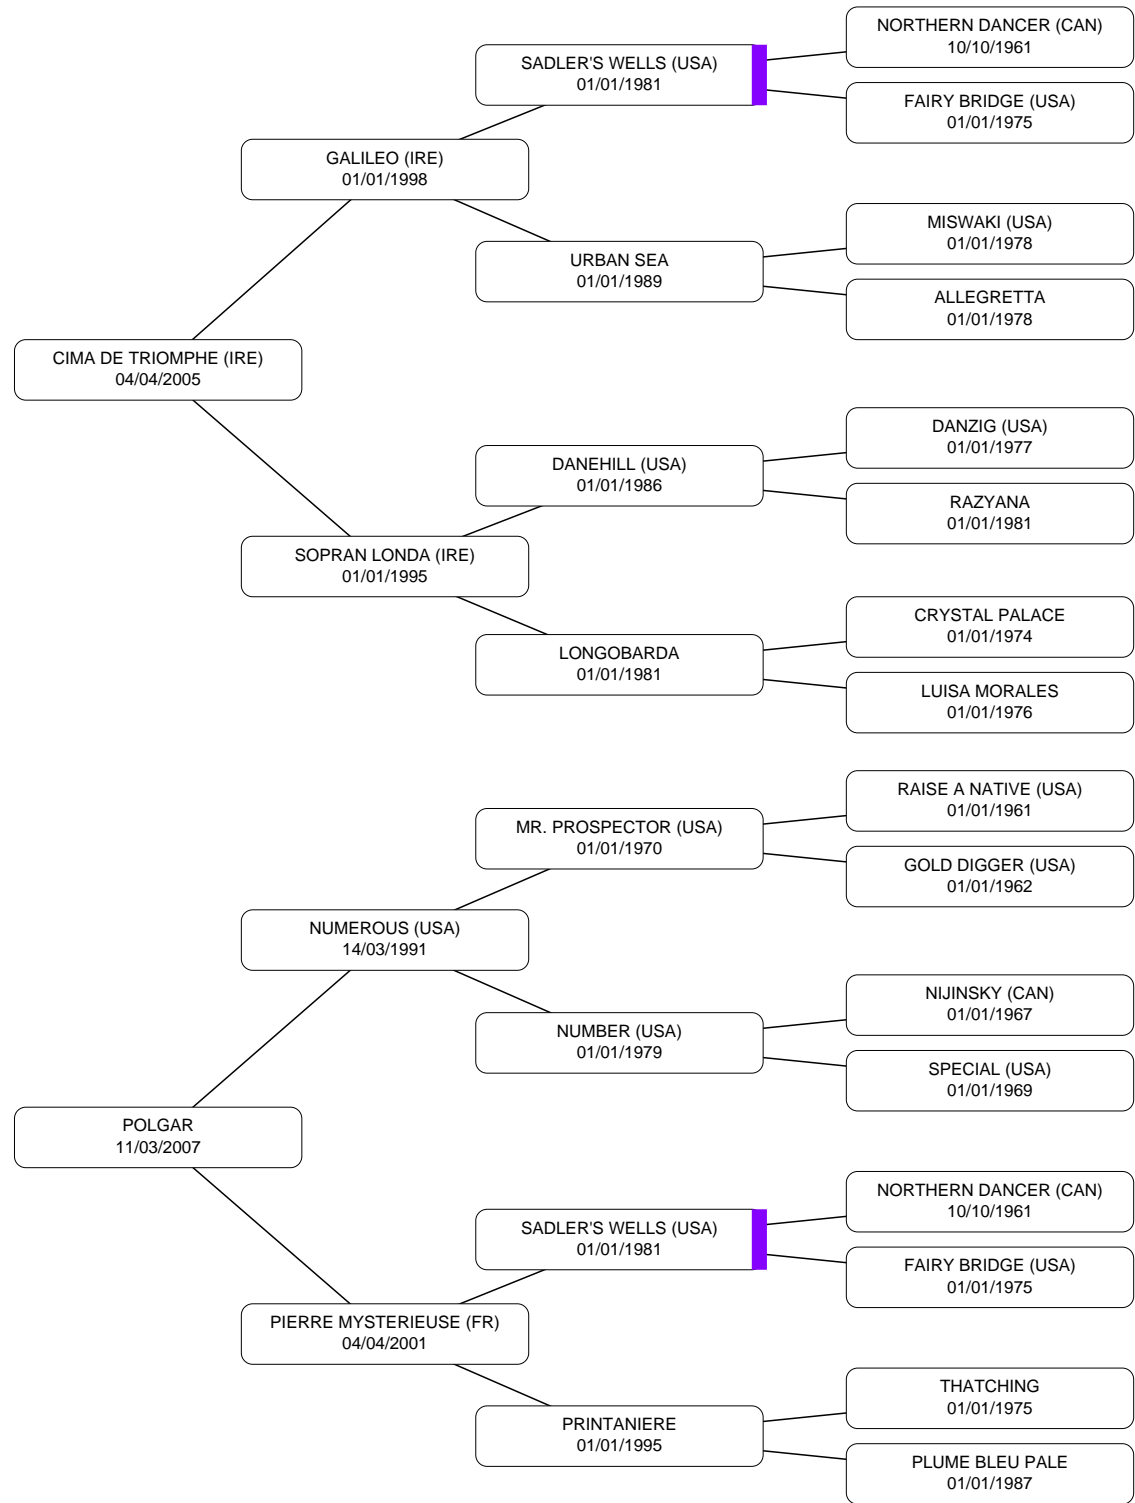 NORTHERN DANCER (CAN)
10/10/1961
SADLER'S WELLS (USA)
01/01/1981
FAIRY BRIDGE (USA)
01/01/1975
GALILEO (IRE)
01/01/1998
MISWAKI (USA)
01/01/1978
URBAN SEA
01/01/1989
ALLEGRETTA
01/01/1978
CIMA DE TRIOMPHE (IRE)
04/04/2005
DANZIG (USA)
01/01/1977
DANEHILL (USA)
01/01/1986
RAZYANA
01/01/1981
SOPRAN LONDA (IRE)
01/01/1995
CRYSTAL PALACE
01/01/1974
LONGOBARDA
01/01/1981
LUISA MORALES
01/01/1976
RAISE A NATIVE (USA)
01/01/1961
MR. PROSPECTOR (USA)
01/01/1970
GOLD DIGGER (USA)
01/01/1962
NUMEROUS (USA)
14/03/1991
NIJINSKY (CAN)
01/01/1967
NUMBER (USA)
01/01/1979
SPECIAL (USA)
01/01/1969
POLGAR
11/03/2007
NORTHERN DANCER (CAN)
10/10/1961
SADLER'S WELLS (USA)
01/01/1981
FAIRY BRIDGE (USA)
01/01/1975
PIERRE MYSTERIEUSE (FR)
04/04/2001
THATCHING
01/01/1975
PRINTANIERE
01/01/1995
PLUME BLEU PALE
01/01/1987